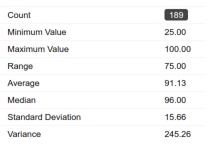 Count 189
Minimum Value 25.00
Maximum Value 100.00
Range 75.00
Average 91.13
Median 96.00
Standard Deviation 15.66
Variance 245.26